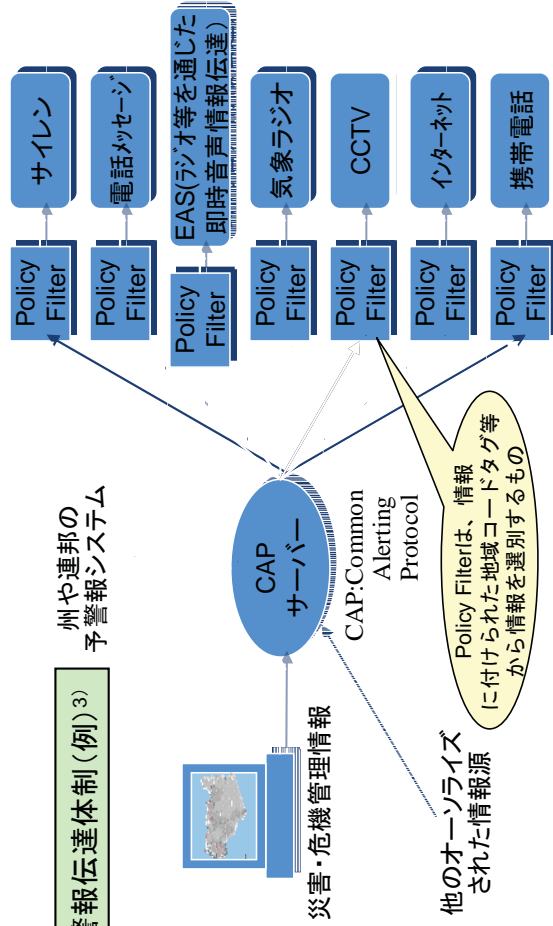 警報伝達体制(例)3)
州や連邦の
予警報システム
災害・危機管理情報
他のオーソライズ
された情報源
CAP
サーバー
CAP:Common
Alerting
Protocol
Policy Filterは、情報
に付けられた地域コードタグ等
から情報を選別するもの
Policy
Filter
サイレン
Policy
Filter
電話メッセージ
Policy
Filter
EAS(ラジオ等を通じた
即時音声情報伝達)
Policy
Filter
気象ラジオ
Policy
Filter
CCTV
Policy
Filter
インターネット
Policy
Filter
携帯電話